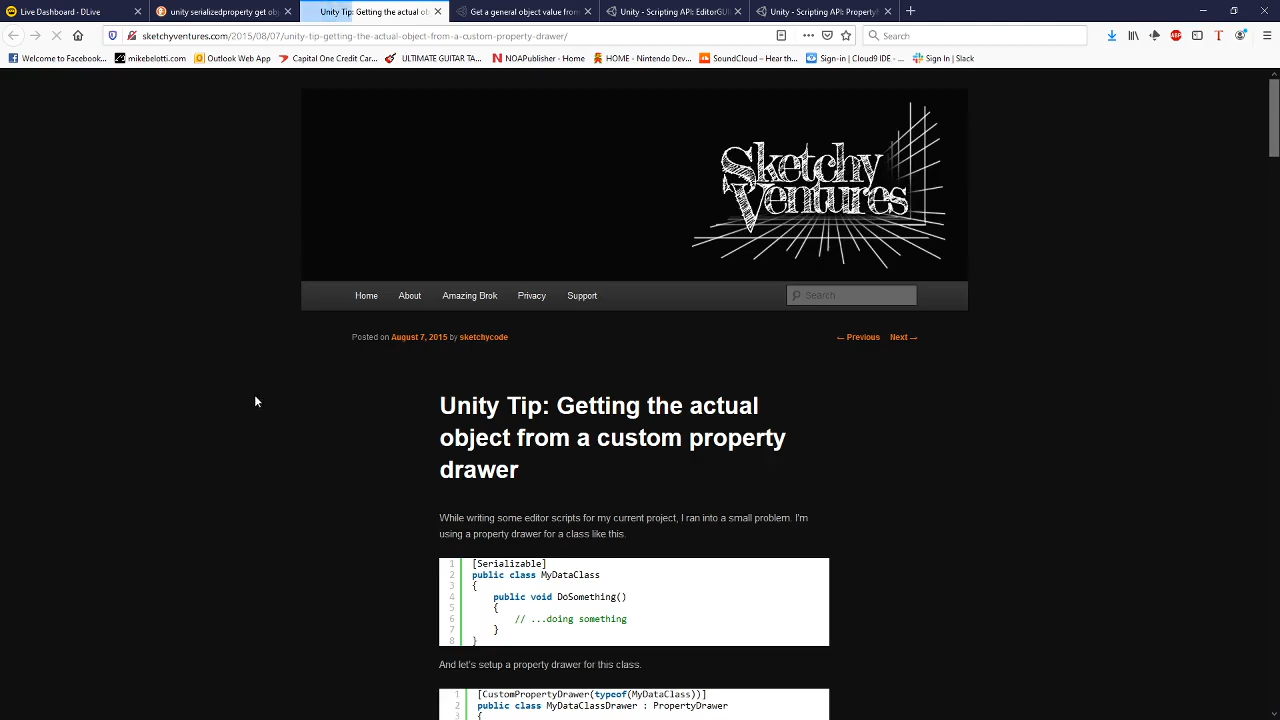 Live Dashboard - DLive
unity serializedproperty get obj
Unity Tip: Getting the actual ob
Get a general object value from
Unity - Scripting API: EditorGUI
Unity - Scripting API: PropertyF
sketchyventures.com/2015/08/07/unity-tip-getting-the-actual-object-from-a-custom-property-drawer/
Search
Welcome to Facebook...
mikebelotti.com
Outlook Web App
Capital One Credit Car...
ULTIMATE GUITAR TA...
NOAPublisher - Home
HOME - Nintendo Dev...
SoundCloud – Hear th...
Sign-in | Cloud9 IDE - ...
Sign In | Slack
Sketchy
Ventures
Home
About
Amazing Brok
Privacy
Support
Search
Posted on August 7, 2015 by sketchycode
← Previous Next →
Unity Tip: Getting the actual
object from a custom property
drawer
While writing some editor scripts for my current project, I ran into a small problem. I'm
using a property drawer for a class like this.
1 [Serializable]
2 public class MyDataClass
3 {
4 public void DoSomething()
5 {
6 // ...doing something
7 }
8 }
And let's setup a property drawer for this class.
1 [CustomPropertyDrawer(typeof(MyDataClass))]
2 public class MyDataClassDrawer : PropertyDrawer
3 {